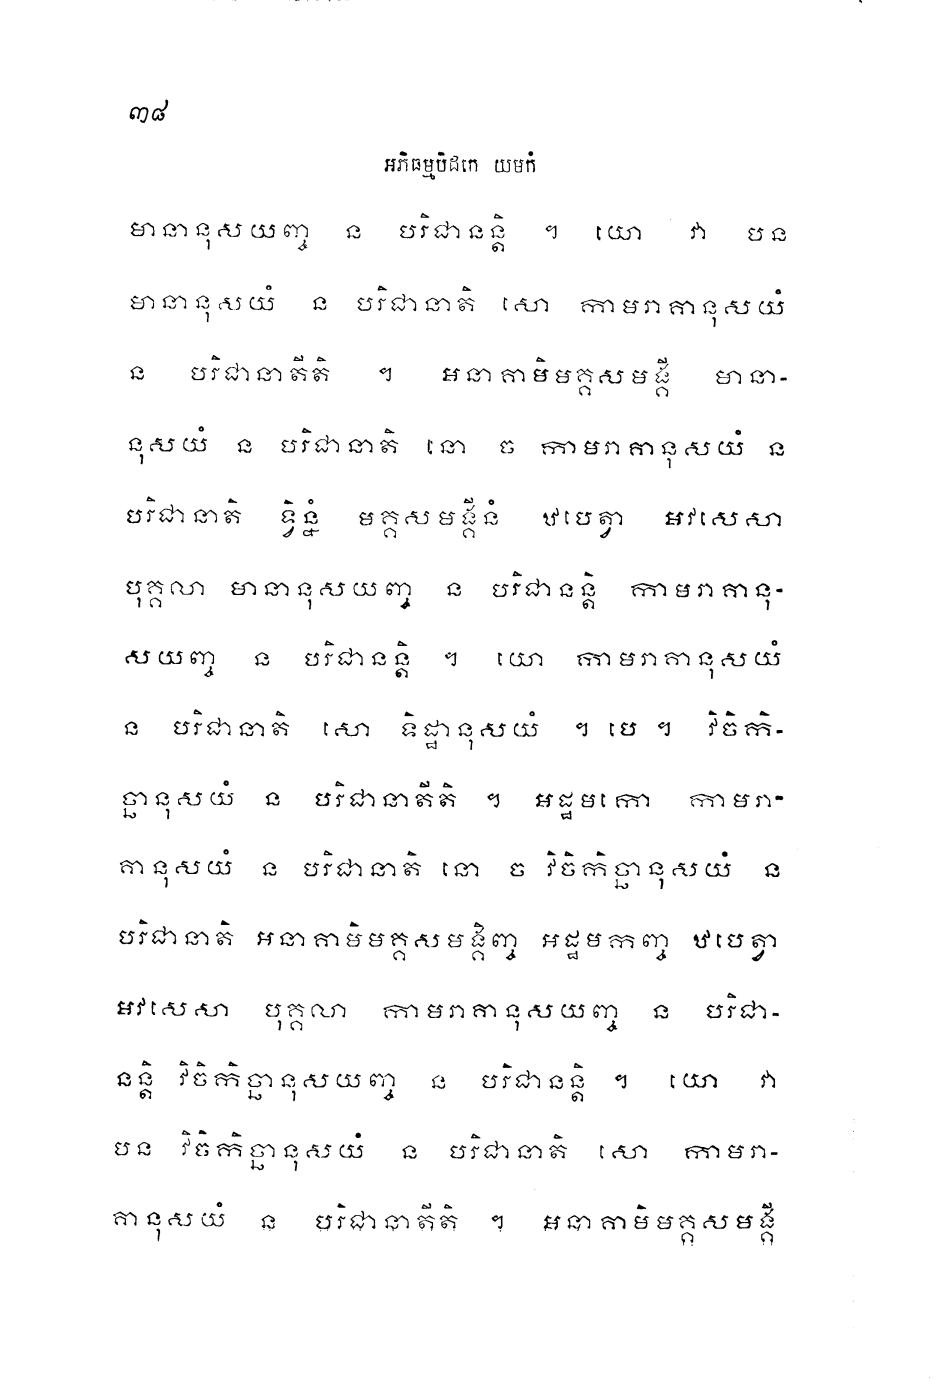 ៣៨
អភិធម្មបិដកេ យមកំ
មានានុសយញ្ច ន បរិជានន្តិ ។ យោ វា បន
មានានុសយំ ន បរិជានាតិ សោ កាមរាគានុសយំ
ន បរិជានាតីតិ ។ អនាគាមិមគ្គសមង្គី មានា-
នុសយំ ន បរិជានាតិ នោ ច កាមរាគានុសយំ ន
បរិជានាតិ ទ្វិន្នំ មគ្គសមង្គីនំ ឋបេត្វា អវសេសា
បុគ្គលា មានានុសយញ្ច ន បរិជានន្តិ កាមរាគានុ-
សយញ្ច ន បរិជានន្តិ ។ យោ កាមរាគានុសយំ
ន បរិជានាតិ សោ ទិដ្ឋានុសយំ ។ បេ ។ វិចិកិ-
ច្ឆានុសយំ ន បរិជានាតីតិ ។ អដ្ឋមកោ កាមរា-
គានុសយំ ន បរិជានាតិ នោ ច វិចិកិច្ឆានុសយំ ន
បរិជានាតិ អនាគាមិមគ្គសមង្គិញ្ច អដ្ឋមកញ្ច ឋបេត្វា
អវសេសា បុគ្គលា កាមរាគានុសយញ្ច ន បរិជា-
នន្តិ វិចិកិច្ឆានុសយញ្ច ន បរិជានន្តិ ។ យោ វា
បន វិចិកិច្ឆានុសយំ ន បរិជានាតិ សោ កាមរា-
គានុសយំ ន បរិជានាតីតិ ។ អនាគាមិមគ្គសមង្គី